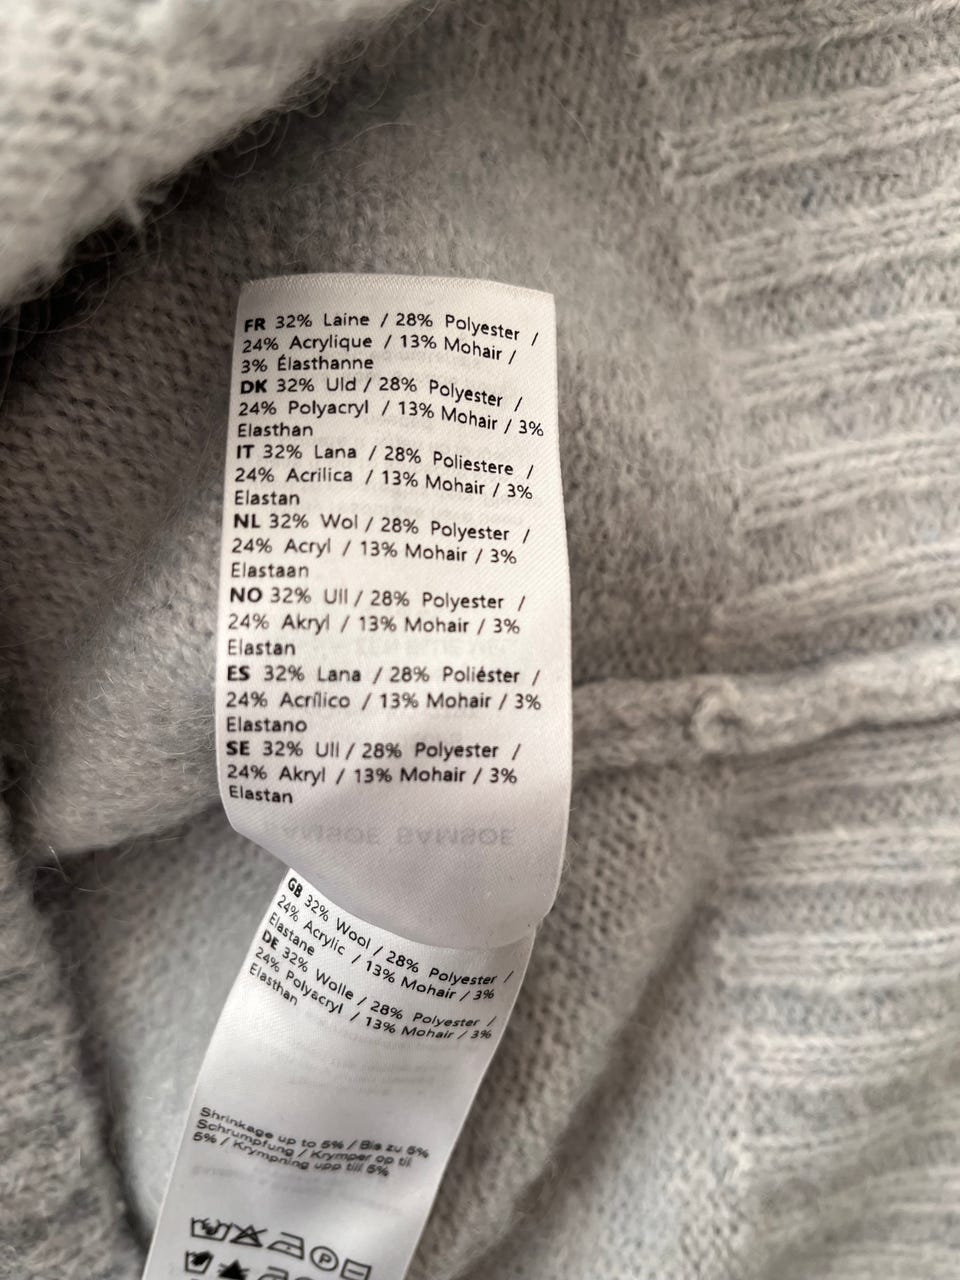 FR 32% Laine / 28% Polyester /
24% Acrylique / 13% Mohair /
3% Élasthanne
DK 32% Uld / 28% Polyester /
24% Polyacryl / 13% Mohair / 3%
Elasthan
IT 32% Lana / 28% Poliestere /
24% Acrilica / 13% Mohair / 3%
Elastan
NL 32% Wol / 28% Polyester /
24% Acryl / 13% Mohair / 3%
Elastaan
NO 32% Ull / 28% Polyester /
24% Akryl / 13% Mohair / 3%
Elastan
ES 32% Lana / 28% Poliéster /
24% Acrílico / 13% Mohair / 3%
Elastano
SE 32% Ull / 28% Polyester /
24% Akryl / 13% Mohair / 3%
Elastan
GB 32% Wool / 28% Polyester /
24% Acrylic / 13% Mohair / 3%
Elastane
DE 32% Wolle / 28% Polyester /
24% Polyacryl / 13% Mohair / 3%
Elasthan
Shrinkage up to 5% / Bis zu 5%
Schrumpfung / Krymper op til
5% / Krympning upp till 5%
P